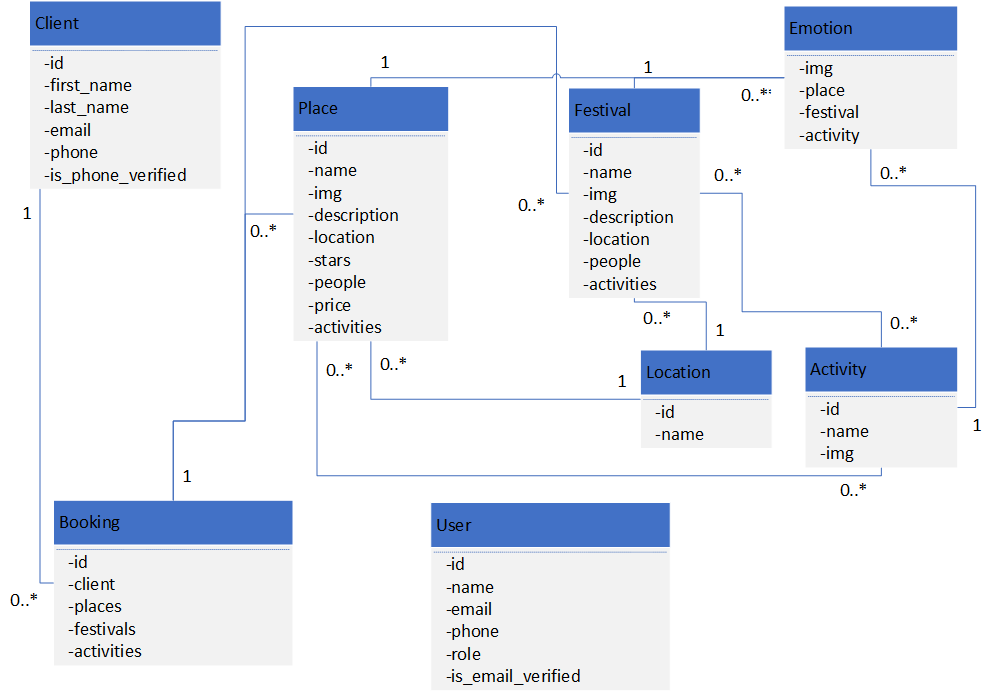 Client
-id
-first_name
-last_name
-email
-phone
-is_phone_verified
Emotion
-img
-place
-festival
-activity
1
1
0..**
Place
-id
-name
-img
-description
-location
-stars
-people
-price
-activities
Festival
-id
-name
-img
-description
-location
-people
-activities
0..*
0..*
0..*
1
0..*
0..*
1
0..*
0..*
0..*
1
Location
-id
-name
Activity
-id
-name
-img
1
0..*
1
Booking
-id
-client
-places
-festivals
-activities
0..*
User
-id
-name
-email
-phone
-role
-is_email_verified